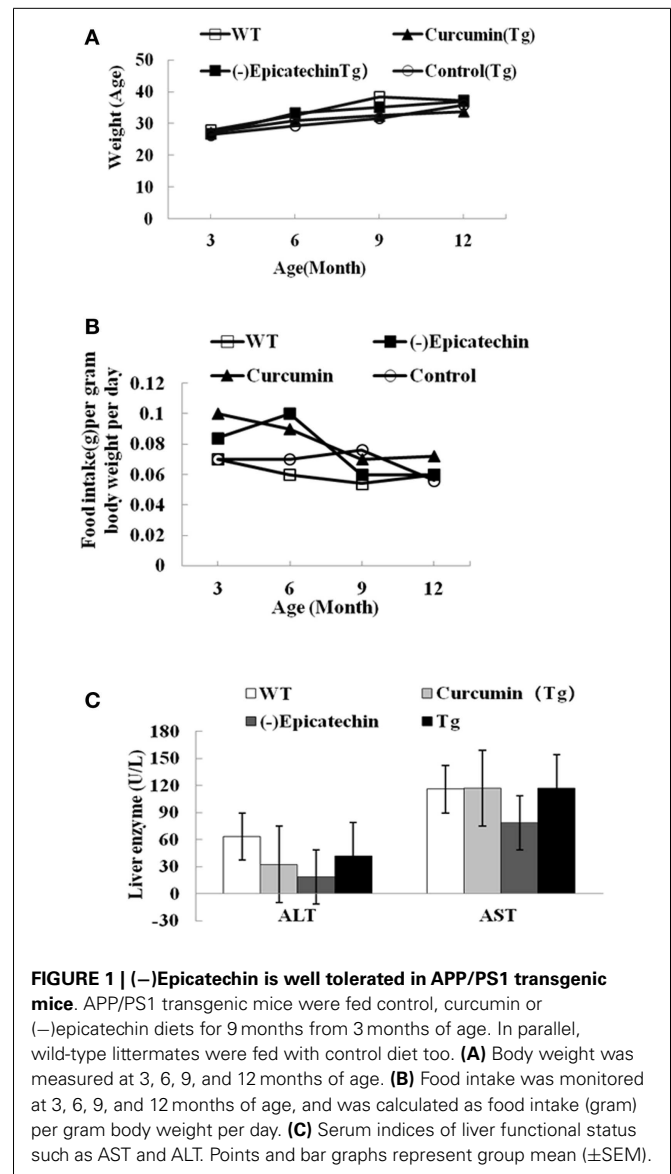 A
WT
Curcumin(Tg)
(-)EpicatechinTg)
Control(Tg)
Weight (Age)
50
40
30
20
10
0
3 6 9 12
Age(Month)
B
WT
(-)Epicatechin
Curcumin
Control
Food intake(g)per gram
body weight per day
0.12
0.1
0.08
0.06
0.04
0.02
0
3 6 9 12
Age (Month)
C
WT
Curcumin (Tg)
(-)Epicatechin
Tg
Liver enzyme (U/L)
180
150
120
90
60
30
0
-30
ALT AST
FIGURE 1 | (−)Epicatechin is well tolerated in APP/PS1 transgenic
mice. APP/PS1 transgenic mice were fed control, curcumin or
(−)epicatechin diets for 9 months from 3 months of age. In parallel,
wild-type littermates were fed with control diet too. (A) Body weight was
measured at 3, 6, 9, and 12 months of age. (B) Food intake was monitored
at 3, 6, 9, and 12 months of age, and was calculated as food intake (gram)
per gram body weight per day. (C) Serum indices of liver functional status
such as AST and ALT. Points and bar graphs represent group mean (±SEM).